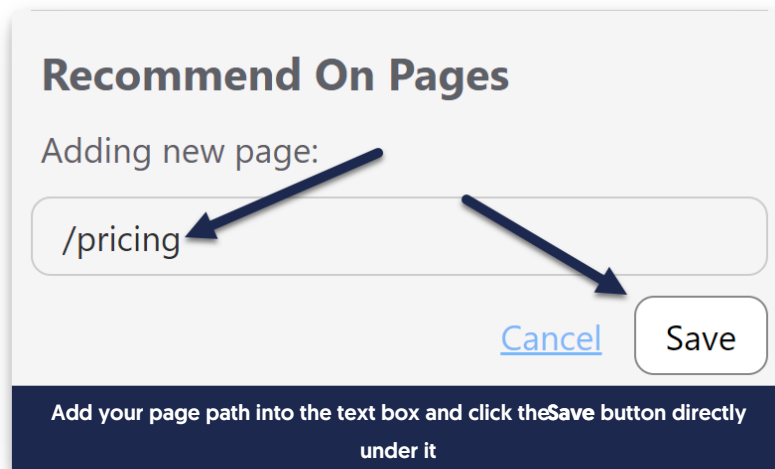 Recommend On Pages
Adding new page:
/pricing
Cancel
Save
Add your page path into the text box and click theSave button directly
under it